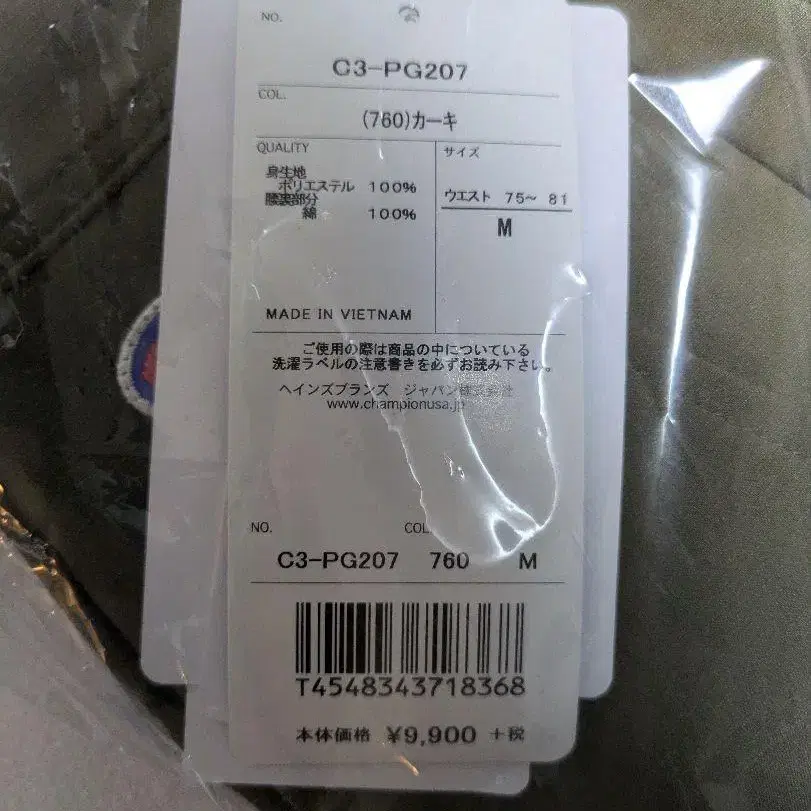 NO.
C3-PG207
COL.
(760)カーキ
QUALITY
身生地
ポリエステル 100%
腰裏部分
綿 100%
MADE IN VIETNAM
サイズ
ウエスト 75~ 81
M
ご使用の際は商品の中についている
洗濯ラベルの注意書きを必ずお読み下さい。
ヘインズブランズ ジャパン株式会社
www.championusa.jp
NO. COL.
C3-PG207 760 M
T4548343718368
本体価格 ¥9,900 +税